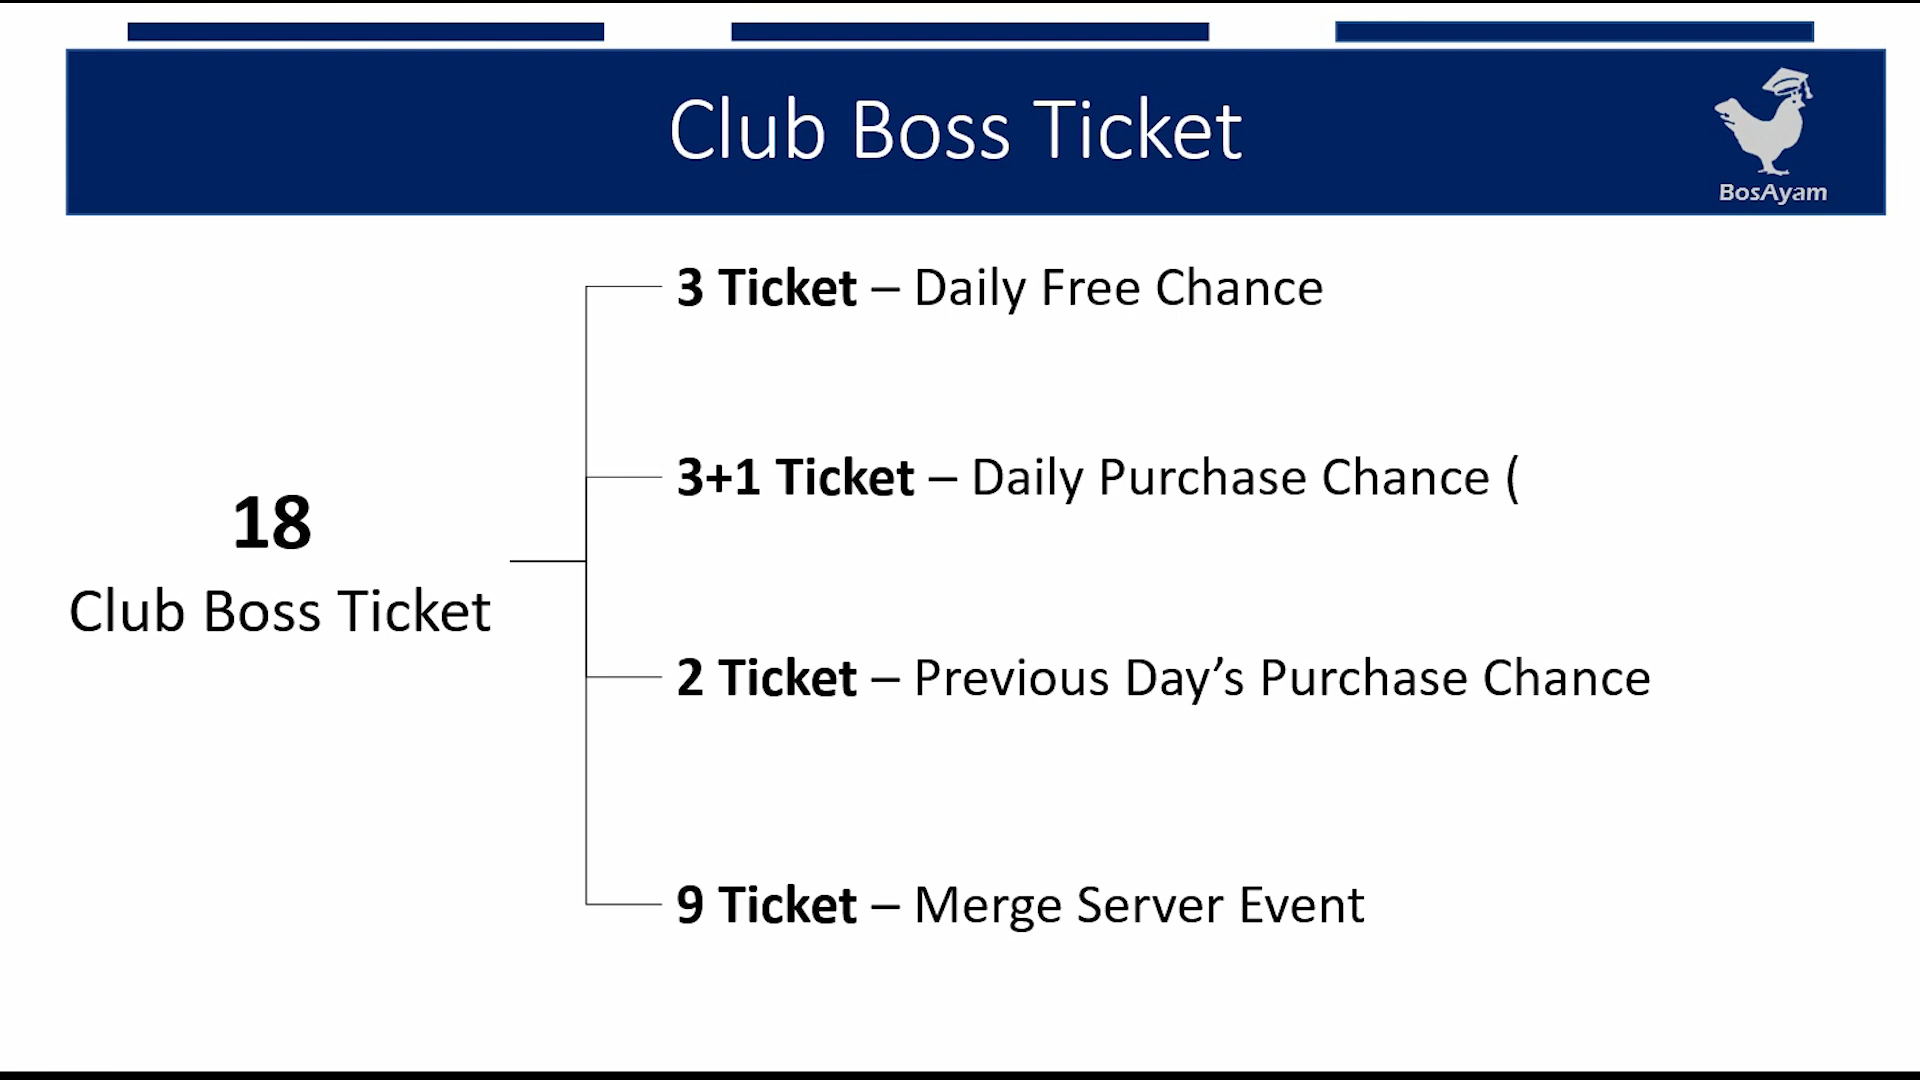 Club Boss Ticket
BosAyam
3 Ticket – Daily Free Chance
3+1 Ticket – Daily Purchase Chance (
18
Club Boss Ticket
2 Ticket – Previous Day’s Purchase Chance
9 Ticket – Merge Server Event